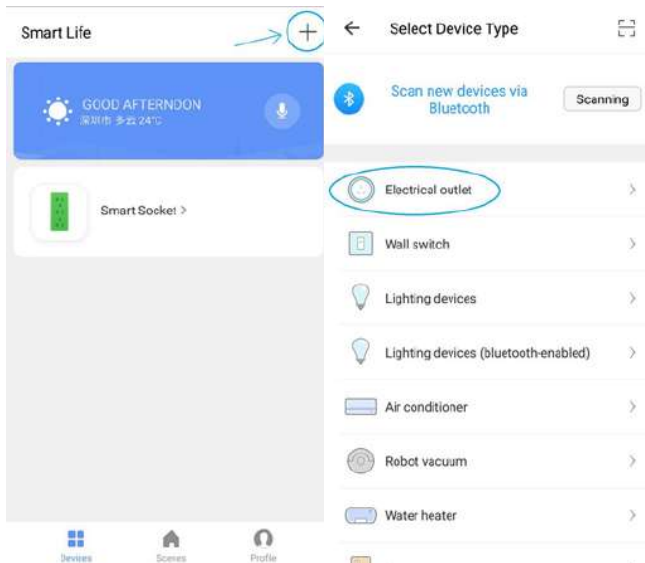 Smart Life
GOOD AFTERNOON
深圳市 多云 24°C
Smart Socket >
Devices
Scenes
Profile
Select Device Type
Scan new devices via
Bluetooth
Scanning
Electrical outlet
Wall switch
Lighting devices
Lighting devices (bluetooth-enabled)
Air conditioner
Robot vacuum
Water heater